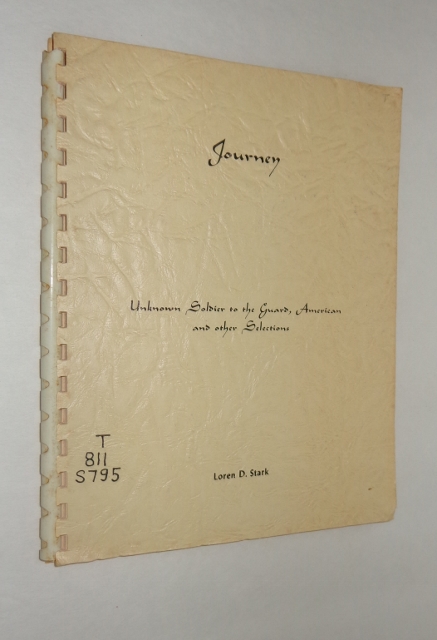 Journey
Unknown Soldier to the Guard, American
and other Selections
T
811
S795
Loren D. Stark